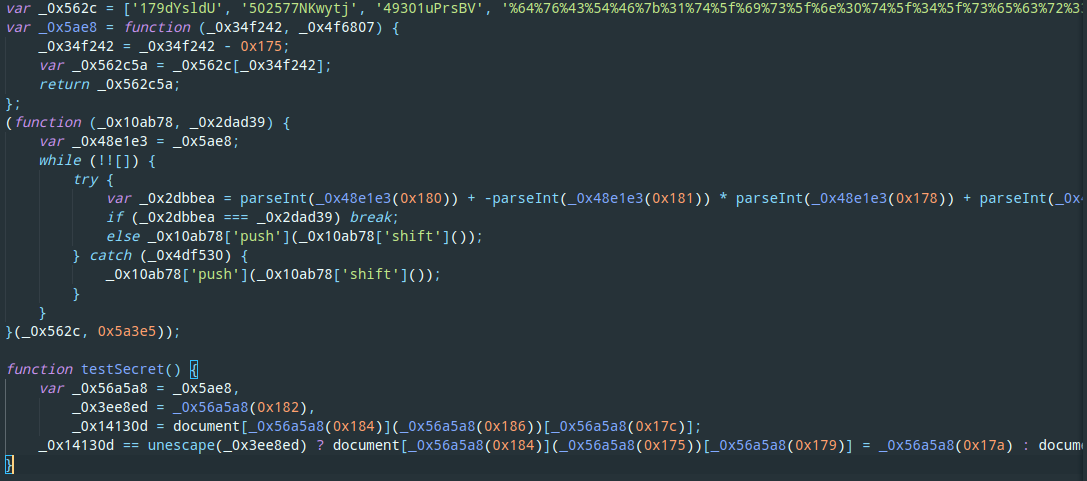 var _0x562c = ['179dYsldU', '502577NKwytj', '49301uPrsBV', '%64%76%43%54%46%7b%31%74%5f%69%73%5f%6e%30%74%5f%34%5f%73%65%63%72%3
var _0x5ae8 = function (_0x34f242, _0x4f6807) {
    _0x34f242 = _0x34f242 - 0x175;
    var _0x562c5a = _0x562c[_0x34f242];
    return _0x562c5a;
};
(function (_0x10ab78, _0x2dad39) {
    var _0x48e1e3 = _0x5ae8;
    while (!![]) {
        try {
            var _0x2dbbea = parseInt(_0x48e1e3(0x180)) + -parseInt(_0x48e1e3(0x181)) * parseInt(_0x48e1e3(0x178)) + parseInt(_0x
            if (_0x2dbbea === _0x2dad39) break;
            else _0x10ab78['push'](_0x10ab78['shift']());
        } catch (_0x4df530) {
            _0x10ab78['push'](_0x10ab78['shift']());
        }
    }
}(_0x562c, 0x5a3e5));
function testSecret() {
    var _0x56a5a8 = _0x5ae8,
        _0x3ee8ed = _0x56a5a8(0x182),
        _0x14130d = document[_0x56a5a8(0x184)](_0x56a5a8(0x186))[_0x56a5a8(0x17c)];
    _0x14130d == unescape(_0x3ee8ed) ? document[_0x56a5a8(0x184)](_0x56a5a8(0x175))[_0x56a5a8(0x179)] = _0x56a5a8(0x17a) : docum
}